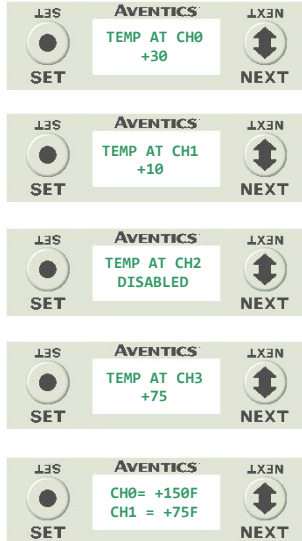 SET AVENTICS NEXT
TEMP AT CH0
+30
SET NEXT
SET AVENTICS NEXT
TEMP AT CH1
+10
SET NEXT
SET AVENTICS NEXT
TEMP AT CH2
DISABLED
SET NEXT
SET AVENTICS NEXT
TEMP AT CH3
+75
SET NEXT
SET AVENTICS NEXT
CH0= +150F
CH1 = +75F
SET NEXT